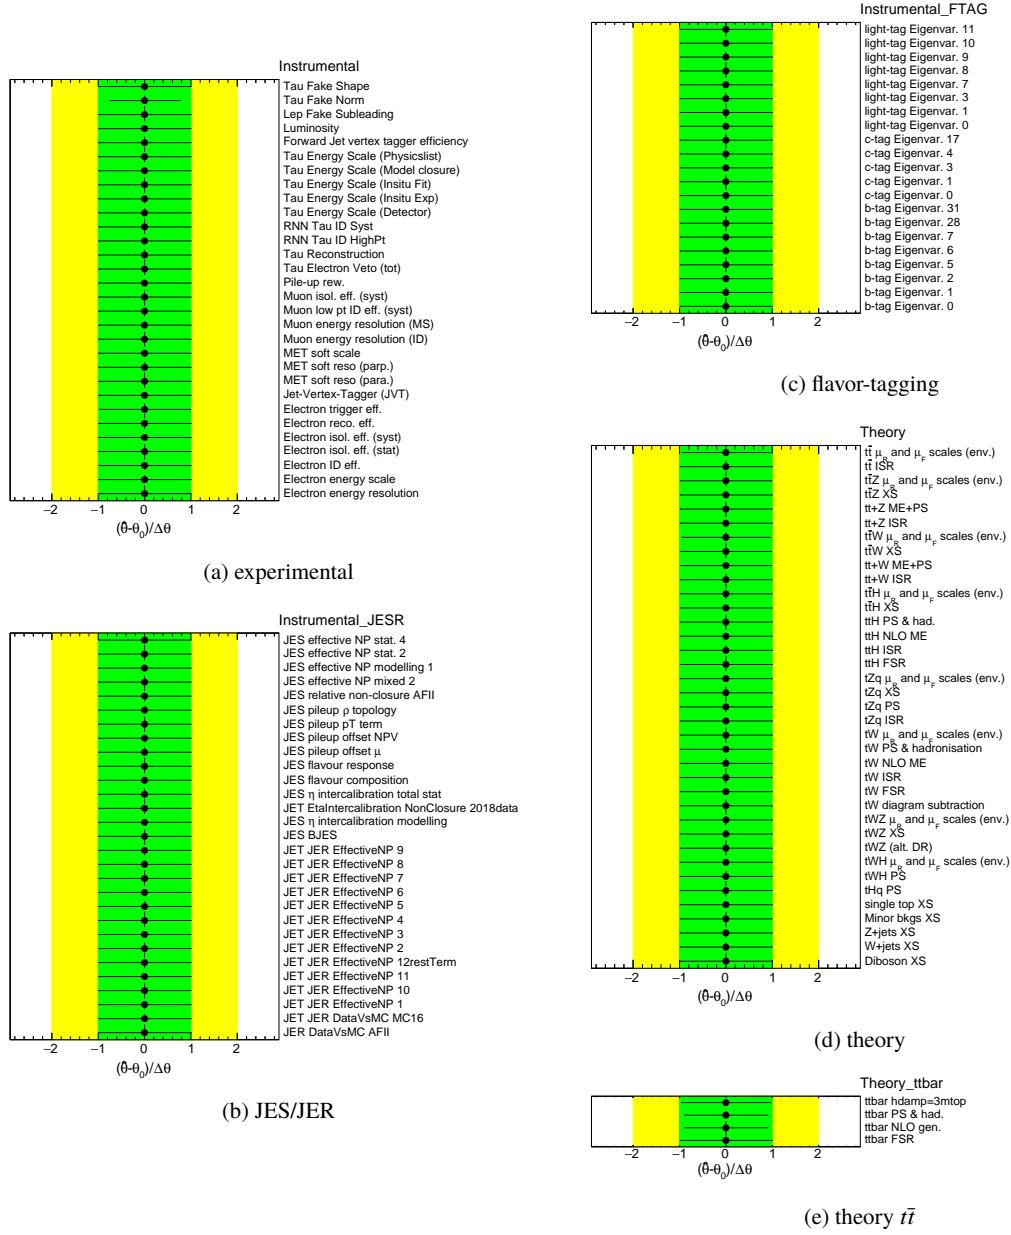 Instrumental
Tau Fake Shape
Tau Fake Norm
Lep Fake Subleading
Luminosity
Forward Jet vertex tagger efficiency
Tau Energy Scale (Physicslist)
Tau Energy Scale (Model closure)
Tau Energy Scale (Insitu Fit)
Tau Energy Scale (Insitu Exp)
Tau Energy Scale (Detector)
RNN Tau ID Syst
RNN Tau ID HighPt
Tau Reconstruction
Tau Electron Veto (tot)
Pile-up rew.
Muon isol. eff. (syst)
Muon low pt ID eff. (syst)
Muon energy resolution (MS)
Muon energy resolution (ID)
MET soft scale
MET soft reso (parp.)
MET soft reso (para.)
Jet-Vertex-Tagger (JVT)
Electron trigger eff.
Electron reco. eff.
Electron isol. eff. (syst)
Electron isol. eff. (stat)
Electron ID eff.
Electron energy scale
Electron energy resolution
−2 −1 0 1 2
(θ̂-θ₀)/Δθ
(a) experimental
Instrumental_JESR
JES effective NP stat. 4
JES effective NP stat. 2
JES effective NP modelling 1
JES effective NP mixed 2
JES relative non-closure AFII
JES pileup ρ topology
JES pileup pT term
JES pileup offset NPV
JES pileup offset μ
JES flavour response
JES flavour composition
JES η intercalibration total stat
JET EtaIntercalibration NonClosure 2018data
JES η intercalibration modelling
JES BJES
JET JER EffectiveNP 9
JET JER EffectiveNP 8
JET JER EffectiveNP 7
JET JER EffectiveNP 6
JET JER EffectiveNP 5
JET JER EffectiveNP 4
JET JER EffectiveNP 3
JET JER EffectiveNP 2
JET JER EffectiveNP 12restTerm
JET JER EffectiveNP 11
JET JER EffectiveNP 10
JET JER EffectiveNP 1
JET JER DataVsMC MC16
JER DataVsMC AFII
−2 −1 0 1 2
(θ̂-θ₀)/Δθ
(b) JES/JER
Instrumental_FTAG
light-tag Eigenvar. 11
light-tag Eigenvar. 10
light-tag Eigenvar. 9
light-tag Eigenvar. 8
light-tag Eigenvar. 7
light-tag Eigenvar. 3
light-tag Eigenvar. 1
light-tag Eigenvar. 0
c-tag Eigenvar. 17
c-tag Eigenvar. 4
c-tag Eigenvar. 3
c-tag Eigenvar. 1
c-tag Eigenvar. 0
b-tag Eigenvar. 31
b-tag Eigenvar. 28
b-tag Eigenvar. 7
b-tag Eigenvar. 6
b-tag Eigenvar. 5
b-tag Eigenvar. 2
b-tag Eigenvar. 1
b-tag Eigenvar. 0
−2 −1 0 1 2
(θ̂-θ₀)/Δθ
(c) flavor-tagging
Theory
tt̄ μ_R and μ_F scales (env.)
tt̄ ISR
tt̄Z μ_R and μ_F scales (env.)
tt̄Z XS
tt+Z ME+PS
tt+Z ISR
tt̄W μ_R and μ_F scales (env.)
tt̄W XS
tt+W ME+PS
tt+W ISR
tt̄H μ_R and μ_F scales (env.)
tt̄H XS
ttH PS & had.
ttH NLO ME
ttH ISR
ttH FSR
tZq μ_R and μ_F scales (env.)
tZq XS
tZq PS
tZq ISR
tW μ_R and μ_F scales (env.)
tW PS & hadronisation
tW NLO ME
tW ISR
tW FSR
tW diagram subtraction
tWZ μ_R and μ_F scales (env.)
tWZ XS
tWZ (alt. DR)
tWH μ_R and μ_F scales (env.)
tWH PS
tHq PS
single top XS
Minor bkgs XS
Z+jets XS
W+jets XS
Diboson XS
−2 −1 0 1 2
(θ̂-θ₀)/Δθ
(d) theory
Theory_ttbar
ttbar hdamp=3mtop
ttbar PS & had.
ttbar NLO gen.
ttbar FSR
−2 −1 0 1 2
(θ̂-θ₀)/Δθ
(e) theory tt̄